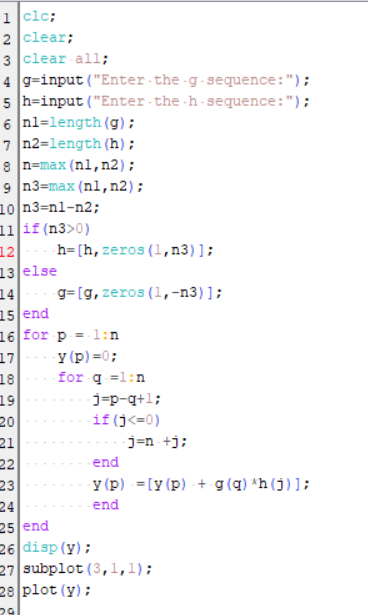 1 clc;
2 clear;
3 clear all;
4 g=input("Enter the g sequence:");
5 h=input("Enter the h sequence:");
6 n1=length(g);
7 n2=length(h);
8 n=max(n1,n2);
9 n3=max(n1,n2);
10 n3=n1-n2;
11 if(n3>0)
12 h=[h,zeros(1,n3)];
13 else
14 g=[g,zeros(1,-n3)];
15 end
16 for p = 1:n
17 y(p)=0;
18 for q =1:n
19 j=p-q+1;
20 if(j<=0)
21 j=n +j;
22 end
23 y(p) =[y(p) + g(q)*h(j)];
24 end
25 end
26 disp(y);
27 subplot(3,1,1);
28 plot(y);
29